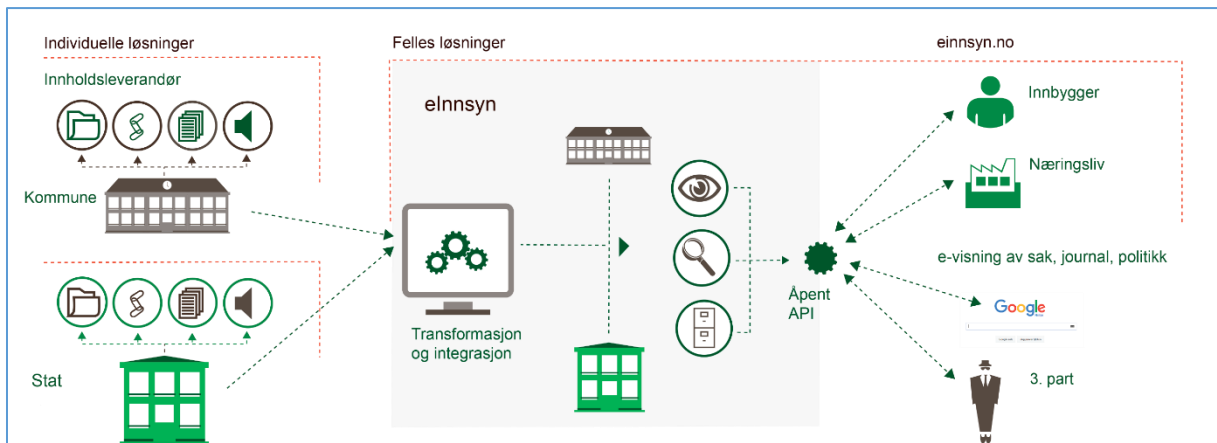 Individuelle løsninger
Felles løsninger
einnsyn.no
Innholdsleverandør
eInnsyn
Innbygger
Kommune
Næringsliv
e-visning av sak, journal, politikk
Åpent
API
Google
Transformasjon
og integrasjon
Stat
3. part